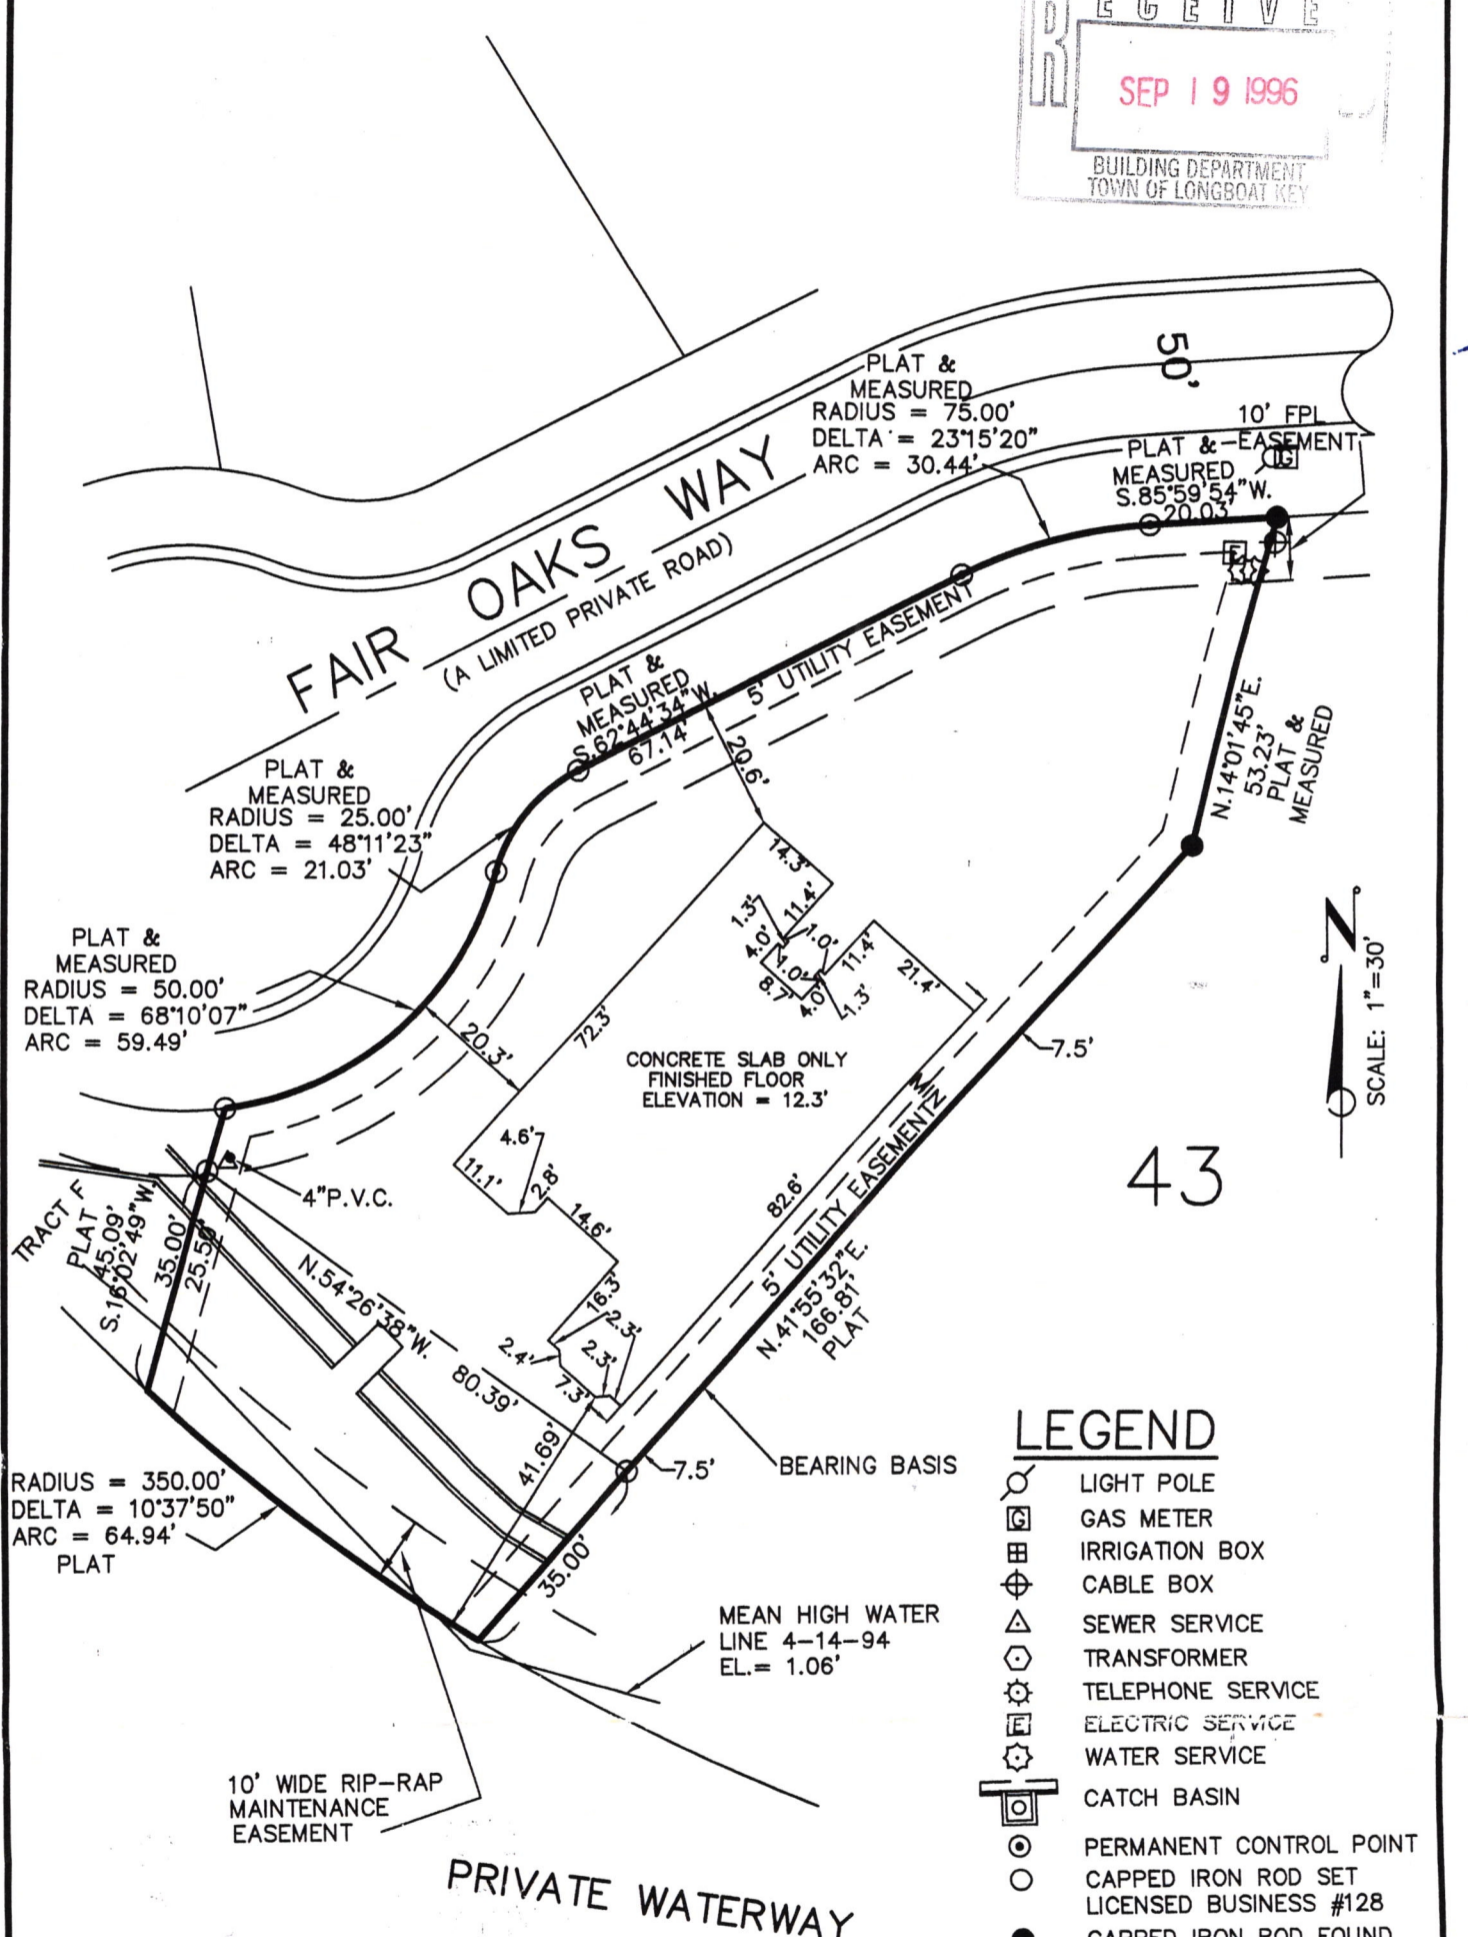 R ECEIVE
SEP 19 1996
BUILDING DEPARTMENT
TOWN OF LONGBOAT KEY
50'
PLAT &
MEASURED
RADIUS = 75.00'
DELTA = 23°15'20"
ARC = 30.44'
10' FPL
EASEMENT
PLAT &
MEASURED
S.85°59'54"W.
20.03'
G
E
FAIR OAKS WAY
(A LIMITED PRIVATE ROAD)
5' UTILITY EASEMENT
PLAT &
MEASURED
S.62°44'34"W.
67.14'
20.6'
N.14°01'45"E.
53.23'
PLAT &
MEASURED
PLAT &
MEASURED
RADIUS = 25.00'
DELTA = 48°11'23"
ARC = 21.03'
14.3'
11.4'
1.3'
4.0'
1.0'
1.0'
8.7'
4.0'
1.3'
11.4'
21.4'
PLAT &
MEASURED
RADIUS = 50.00'
DELTA = 68°10'07"
ARC = 59.49'
20.3'
72.3'
CONCRETE SLAB ONLY
FINISHED FLOOR
ELEVATION = 12.3'
7.5'
N
SCALE: 1"=30'
MIN
5' UTILITY EASEMENT
82.6'
N.41°55'32"E.
166.81'
PLAT
43
4.6'
11.1'
2.8'
14.6'
16.3'
2.3'
2.3'
2.4'
7.3'
4"P.V.C.
TRACT F
PLAT
45.09'
S.16°02'49"W.
35.00'
25.50'
N.54°26'38"W.
80.39'
41.69'
7.5'
BEARING BASIS
35.00'
RADIUS = 350.00'
DELTA = 10°37'50"
ARC = 64.94'
PLAT
MEAN HIGH WATER
LINE 4-14-94
EL.= 1.06'
10' WIDE RIP-RAP
MAINTENANCE
EASEMENT
PRIVATE WATERWAY
LEGEND
LIGHT POLE
G GAS METER
IRRIGATION BOX
CABLE BOX
SEWER SERVICE
TRANSFORMER
TELEPHONE SERVICE
E ELECTRIC SERVICE
WATER SERVICE
CATCH BASIN
PERMANENT CONTROL POINT
CAPPED IRON ROD SET
LICENSED BUSINESS #128
CAPPED IRON ROD FOUND